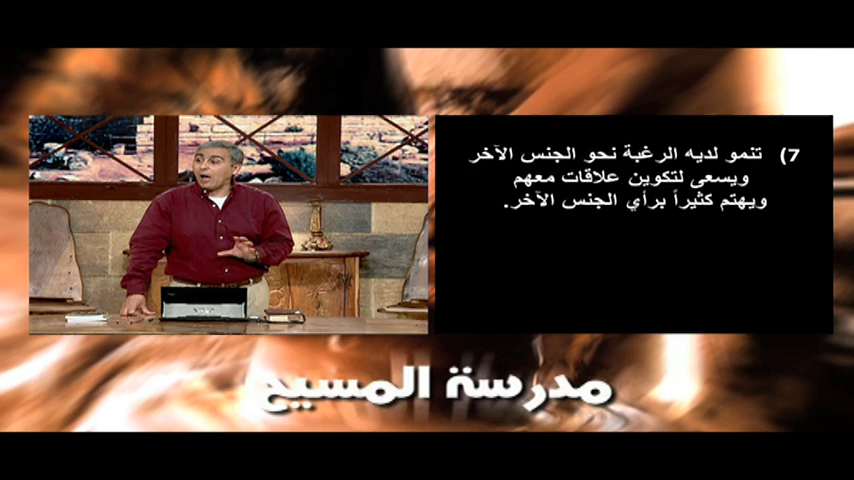 7) تنمو لديه الرغبة نحو الجنس الآخر
ويسعى لتكوين علاقات معهم
ويهتم كثيراً برأي الجنس الآخر.
مدرسة المسيح